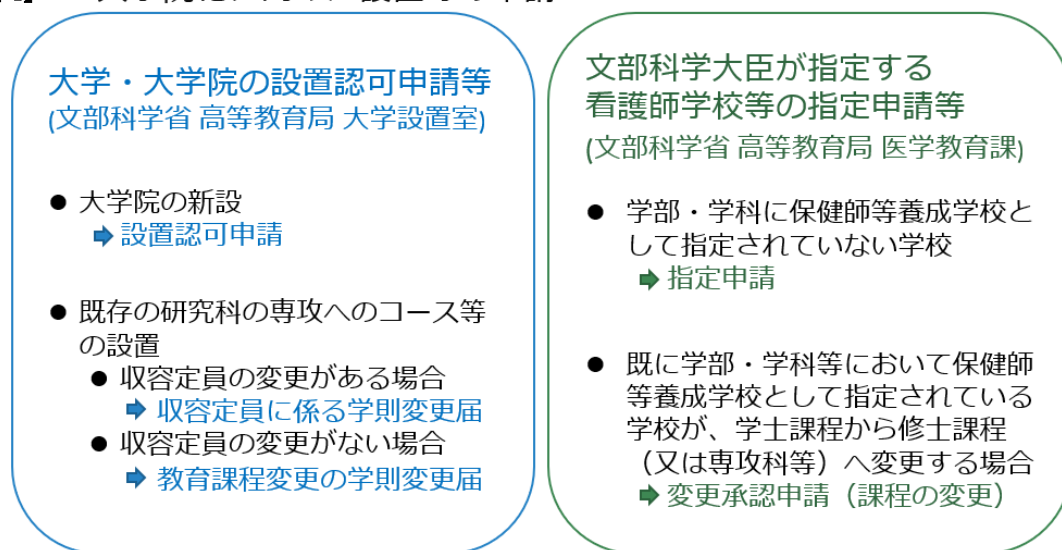 大学・大学院の設置認可申請等
(文部科学省 高等教育局 大学設置室)
● 大学院の新設
➡ 設置認可申請
● 既存の研究科の専攻へのコース等
の設置
● 収容定員の変更がある場合
➡ 収容定員に係る学則変更届
● 収容定員の変更がない場合
➡ 教育課程変更の学則変更届
文部科学大臣が指定する
看護師学校等の指定申請等
(文部科学省 高等教育局 医学教育課)
● 学部・学科に保健師等養成学校と
して指定されていない学校
➡ 指定申請
● 既に学部・学科等において保健師
等養成学校として指定されている
学校が、学士課程から修士課程
（又は専攻科等）へ変更する場合
➡ 変更承認申請（課程の変更）